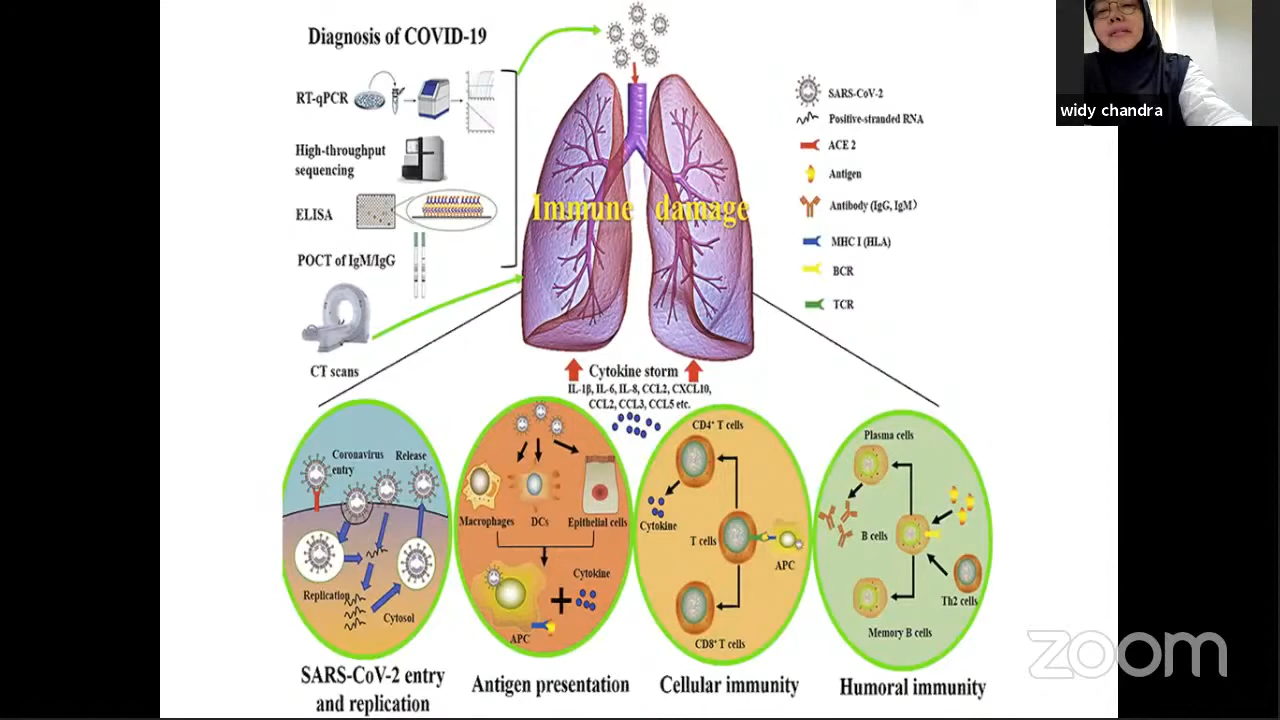 Diagnosis of COVID-19
RT-qPCR
High-throughput
sequencing
ELISA
POCT of IgM/IgG
CT scans
Immune damage
SARS-CoV-2
Positive-stranded RNA
ACE 2
Antigen
Antibody (IgG, IgM)
MHC I (HLA)
BCR
TCR
widy chandra
Cytokine storm
IL-1β, IL-6, IL-8, CCL2, CXCL10,
CCL2, CCL3, CCL5 etc.
Coronavirus
entry
Release
Replication
Cytosol
SARS-CoV-2 entry
and replication
Macrophages
DCs
Epithelial cells
Cytokine
APC
Antigen presentation
CD4⁺ T cells
Cytokine
T cells
APC
CD8⁺ T cells
Cellular immunity
Plasma cells
B cells
Th2 cells
Memory B cells
Humoral immunity
zoom